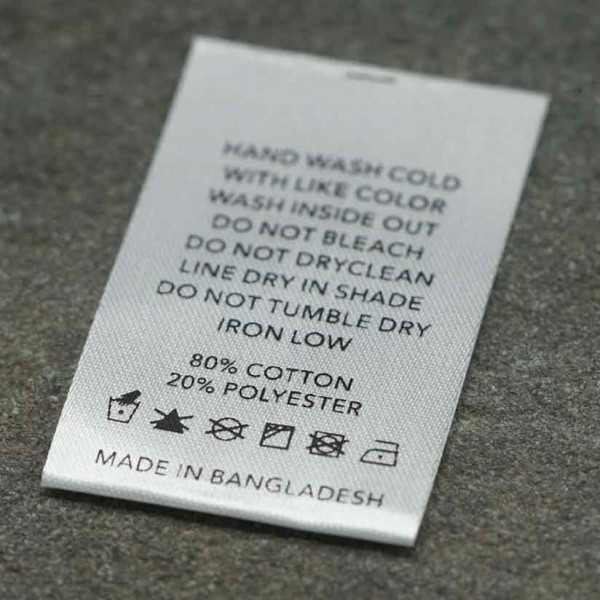 HAND WASH COLD
WITH LIKE COLOR
WASH INSIDE OUT
DO NOT BLEACH
DO NOT DRYCLEAN
LINE DRY IN SHADE
DO NOT TUMBLE DRY
IRON LOW
80% COTTON
20% POLYESTER
MADE IN BANGLADESH